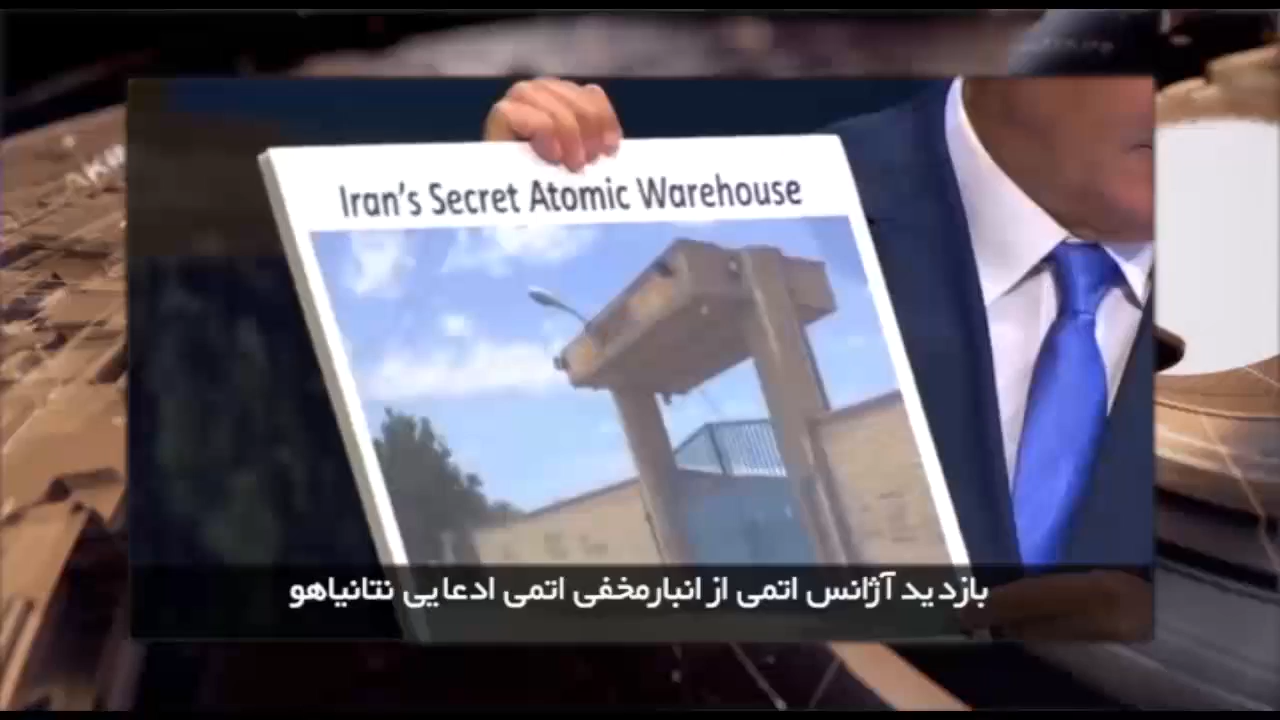 Iran's Secret Atomic Warehouse
بازدید آژانس اتمی از انبارمخفی اتمی ادعایی نتانیاهو